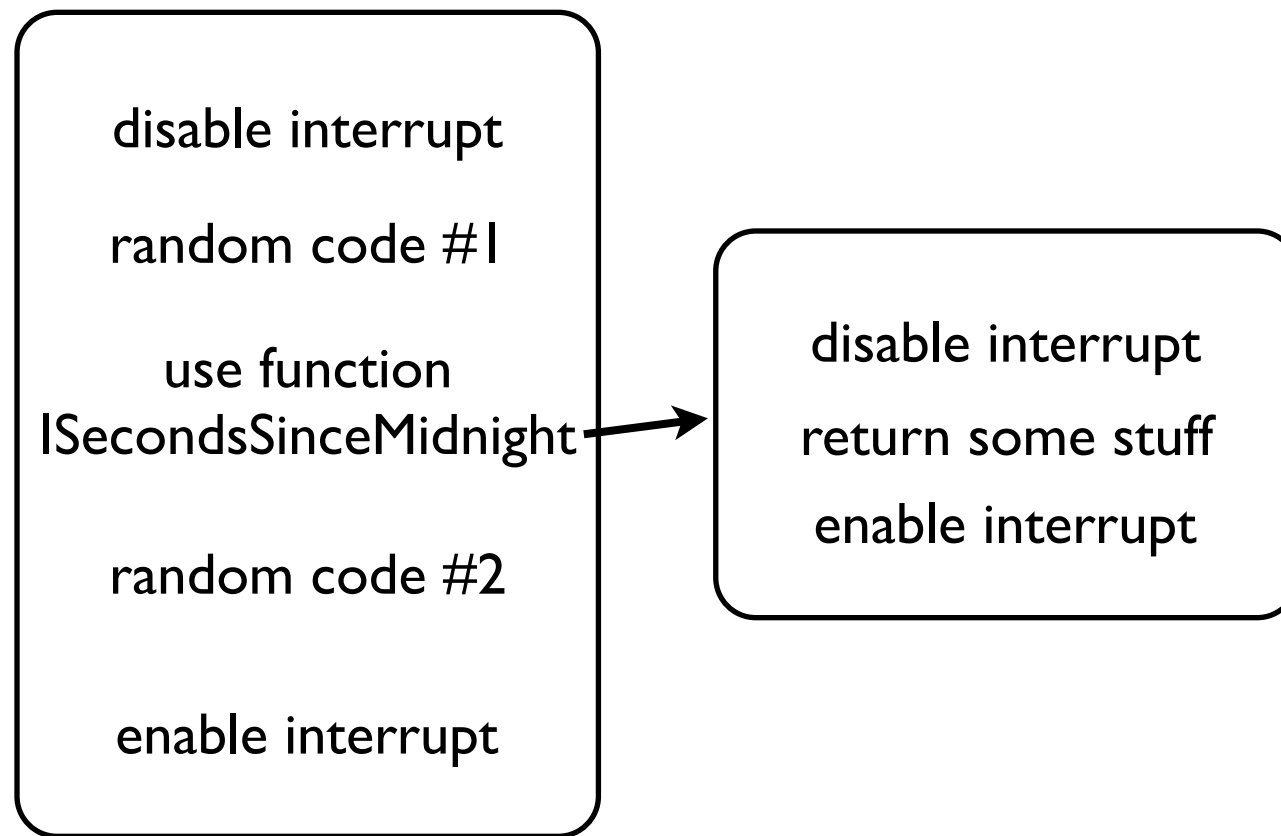 disable interrupt
random code #1
use function
lSecondsSinceMidnight
random code #2
enable interrupt
disable interrupt
return some stuff
enable interrupt